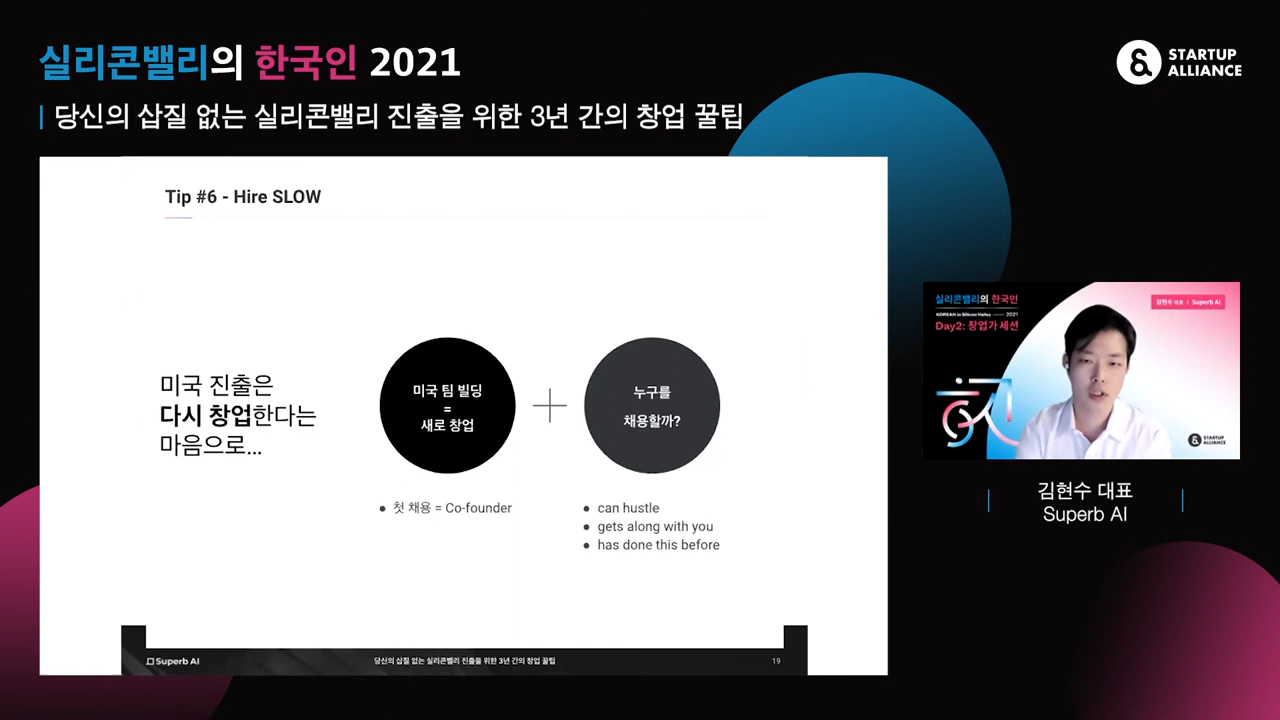 실리콘밸리의 한국인 2021
당신의 삽질 없는 실리콘밸리 진출을 위한 3년 간의 창업 꿀팁
STARTUP
ALLIANCE
Tip #6 - Hire SLOW
미국 진출은
다시 창업한다는
마음으로...
미국 팀 빌딩
=
새로 창업
누구를
채용할까?
• 첫 채용 = Co-founder
• can hustle
• gets along with you
• has done this before
Superb AI
당신의 삽질 없는 실리콘밸리 진출을 위한 3년 간의 창업 꿀팁
19
실리콘밸리의 한국인
KOREAN in Silicon Valley 2021
Day2: 창업가 세션
김현수 대표 | Superb AI
STARTUP
ALLIANCE
김현수 대표
Superb AI